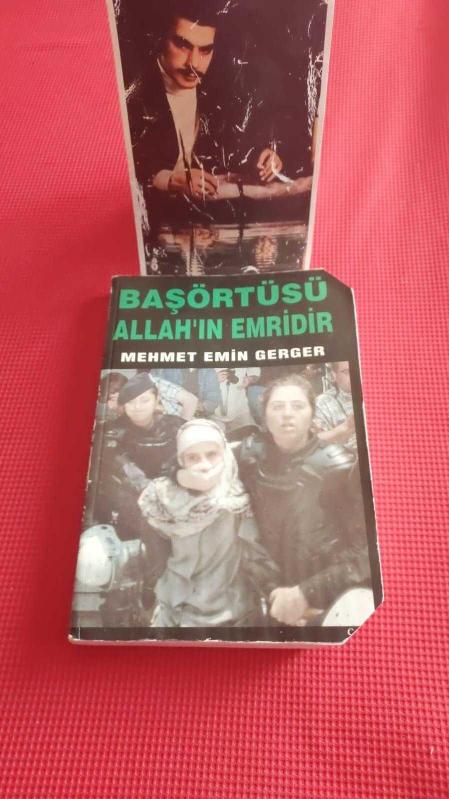 BAŞÖRTÜSÜ
ALLAH'IN EMRİDİR
MEHMET EMİN GERGER